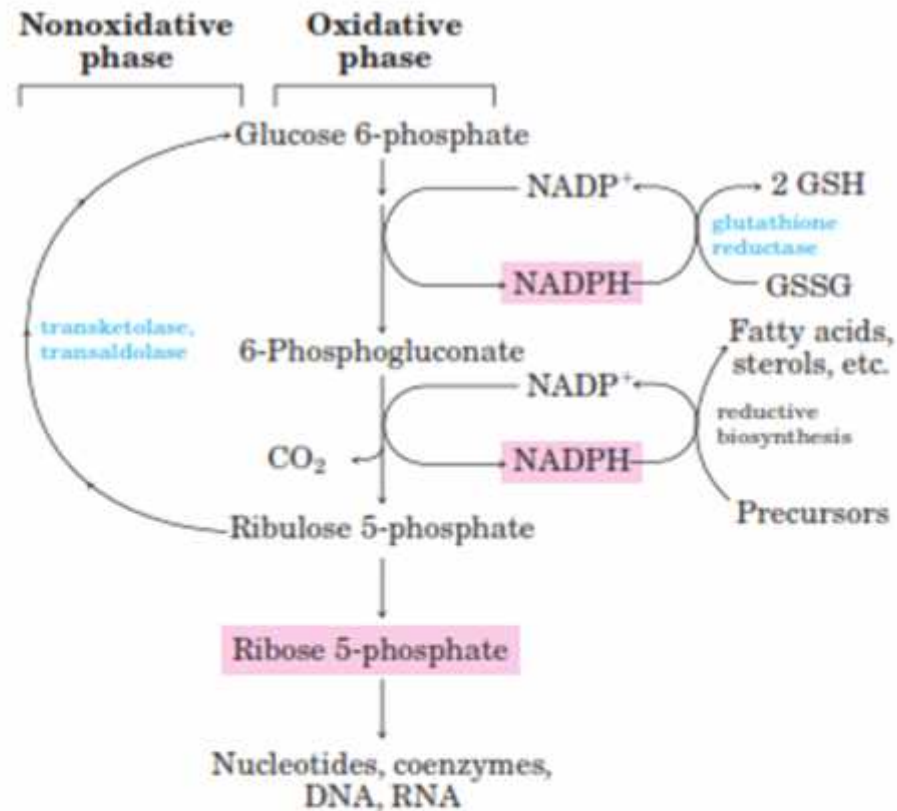 Nonoxidative
phase
Oxidative
phase
Glucose 6-phosphate
NADP⁺
2 GSH
glutathione
reductase
NADPH
GSSG
transketolase,
transaldolase
6-Phosphogluconate
Fatty acids,
sterols, etc.
NADP⁺
reductive
biosynthesis
CO₂
NADPH
Precursors
Ribulose 5-phosphate
Ribose 5-phosphate
Nucleotides, coenzymes,
DNA, RNA